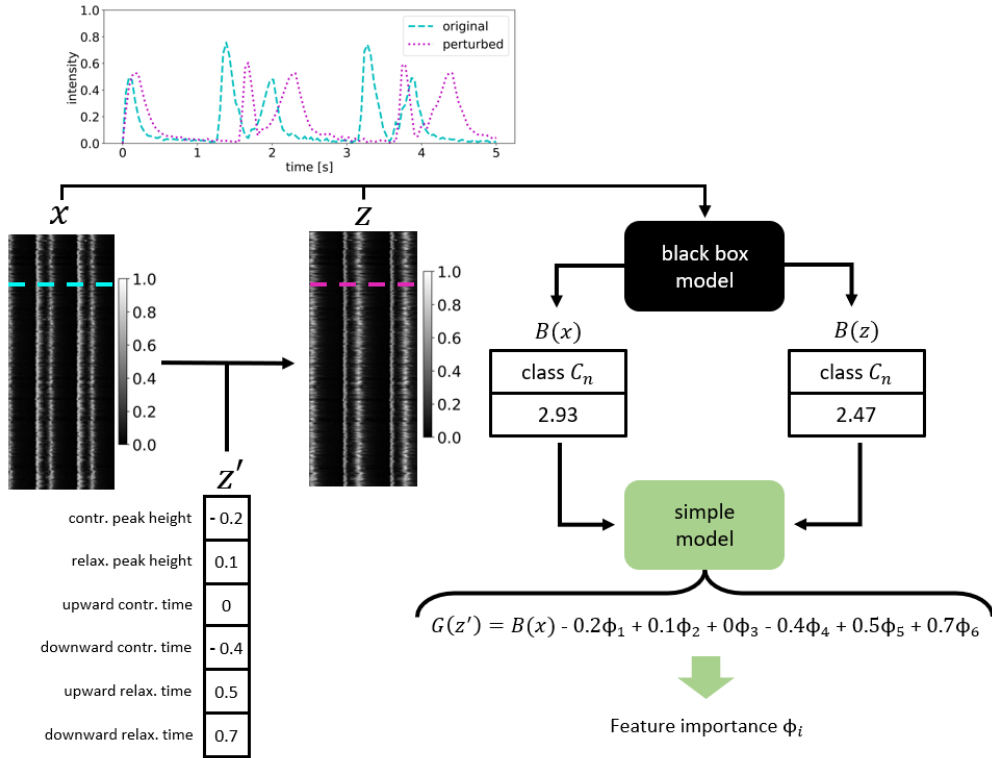 1.0
0.8
0.6
0.4
0.2
0.0
intensity
original
perturbed
0 1 2 3 4 5
time [s]
x
z
1.0
0.8
0.6
0.4
0.2
0.0
1.0
0.8
0.6
0.4
0.2
0.0
black box
model
B(x)
class Cₙ
2.93
B(z)
class Cₙ
2.47
z′
contr. peak height - 0.2
relax. peak height 0.1
upward contr. time 0
downward contr. time - 0.4
upward relax. time 0.5
downward relax. time 0.7
simple
model
G(z′) = B(x) - 0.2ϕ₁ + 0.1ϕ₂ + 0ϕ₃ - 0.4ϕ₄ + 0.5ϕ₅ + 0.7ϕ₆
Feature importance ϕᵢ